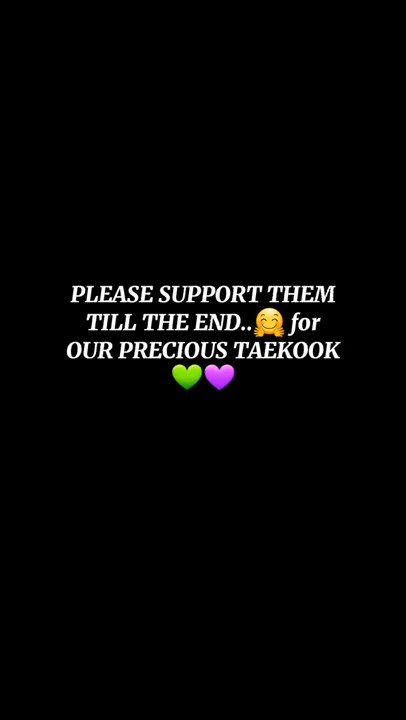 PLEASE SUPPORT THEM
TILL THE END..🤗 for
OUR PRECIOUS TAEKOOK
💚💜